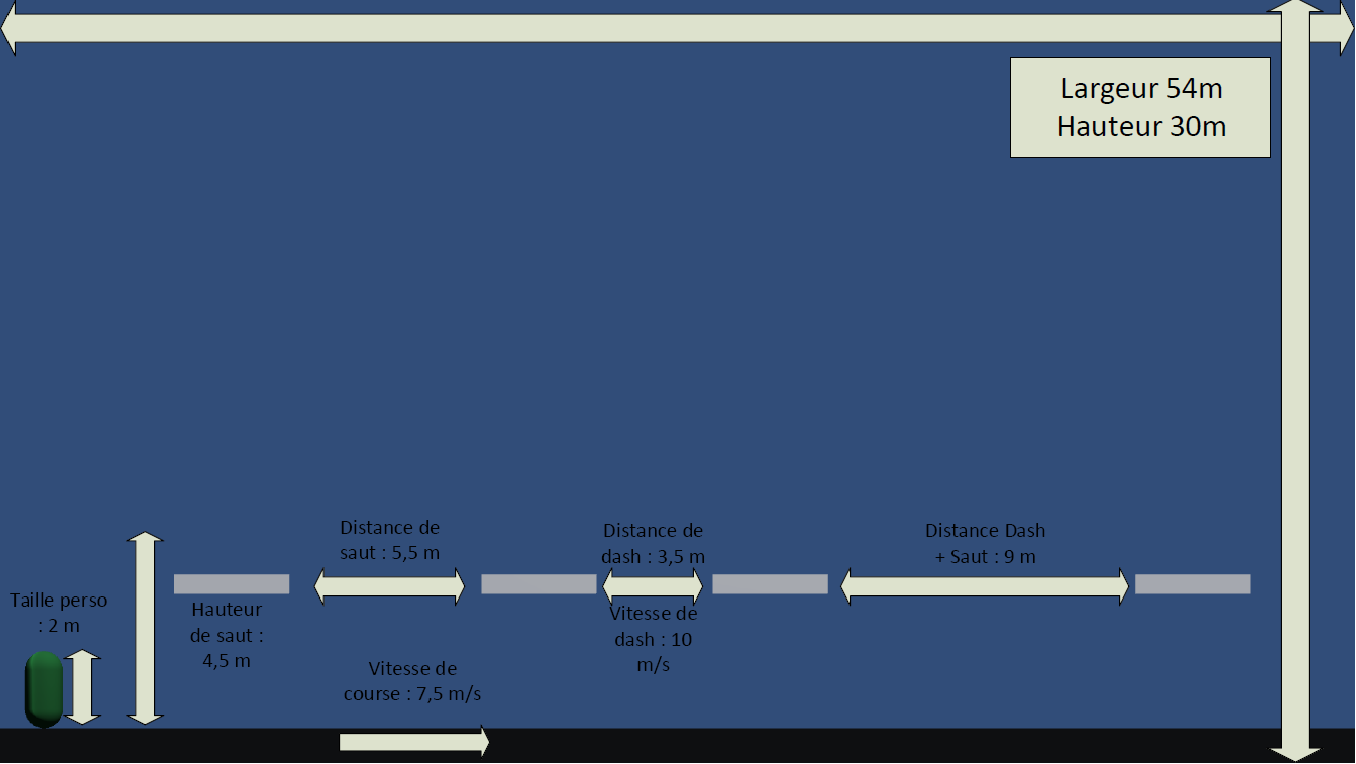 Largeur 54m
Hauteur 30m
Distance de
saut : 5,5 m
Distance de
dash : 3,5 m
Distance Dash
+ Saut : 9 m
Taille perso
: 2 m
Hauteur
de saut :
4,5 m
Vitesse de
dash : 10
m/s
Vitesse de
course : 7,5 m/s